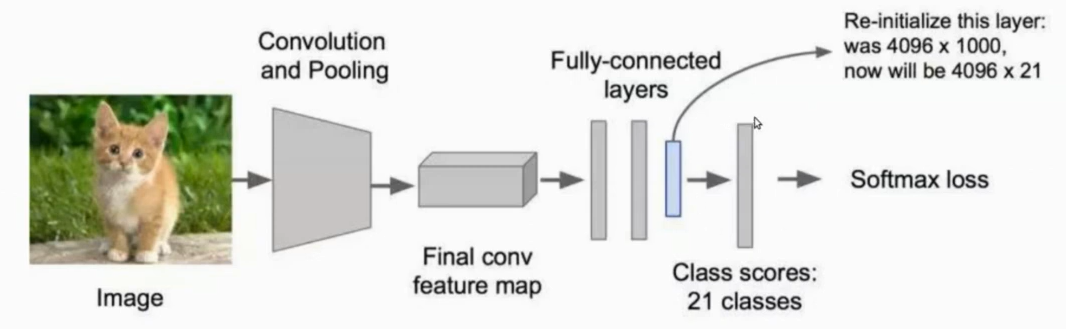 Convolution
and Pooling
Fully-connected
layers
Re-initialize this layer:
was 4096 x 1000,
now will be 4096 x 21
Image
Final conv
feature map
Class scores:
21 classes
Softmax loss